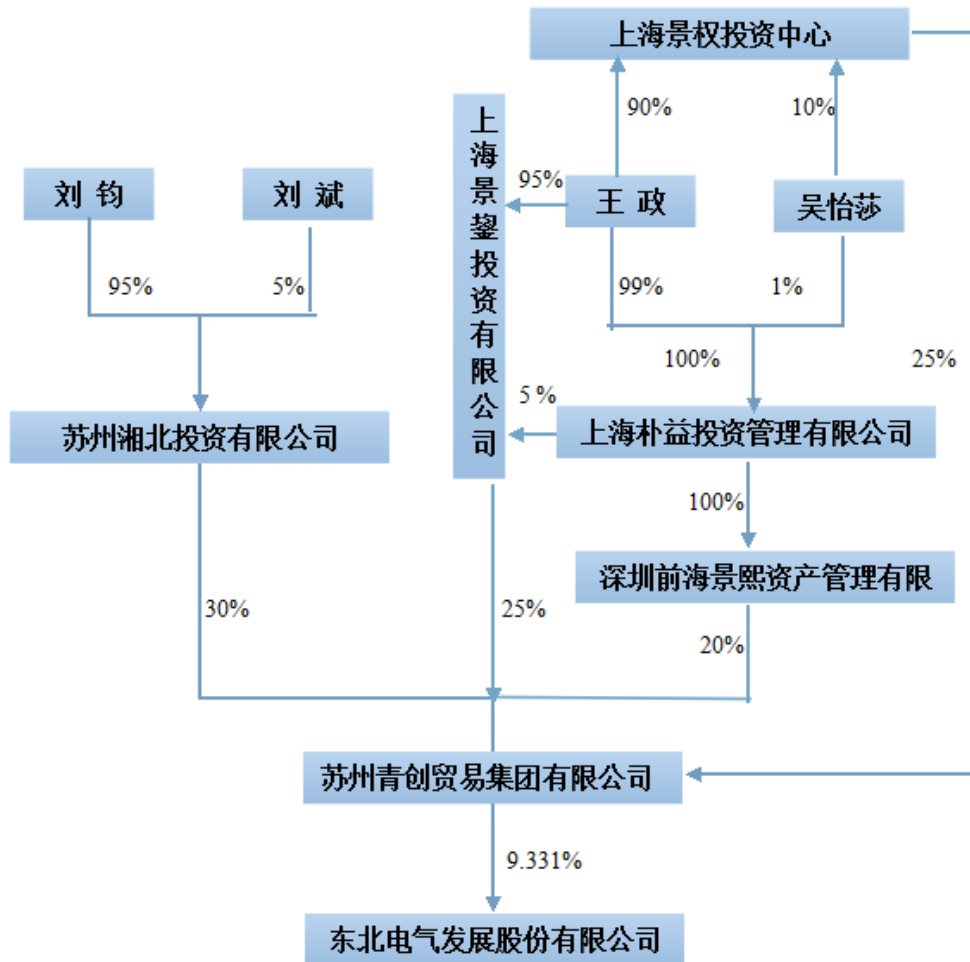 上海景权投资中心
90%
10%
上海景鋆投资有限公司
95%
刘 钧
刘 斌
王 政
吴怡莎
95%
5%
99%
1%
100%
25%
5 %
苏州湘北投资有限公司
上海朴益投资管理有限公司
100%
深圳前海景熙资产管理有限
30%
25%
20%
苏州青创贸易集团有限公司
9.331%
东北电气发展股份有限公司